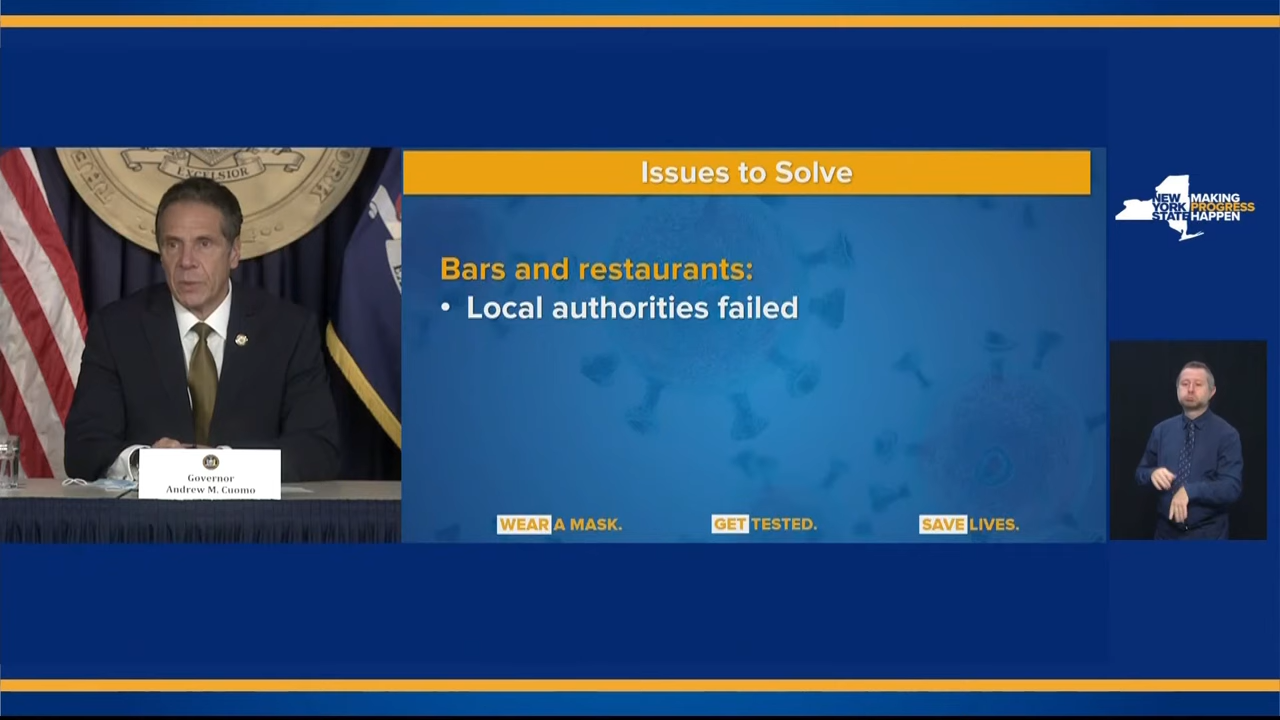 EXCELSIOR
Governor
Andrew M. Cuomo
Issues to Solve
Bars and restaurants:
• Local authorities failed
WEAR A MASK.
GET TESTED.
SAVE LIVES.
NEW
YORK
STATE
MAKING
PROGRESS
HAPPEN